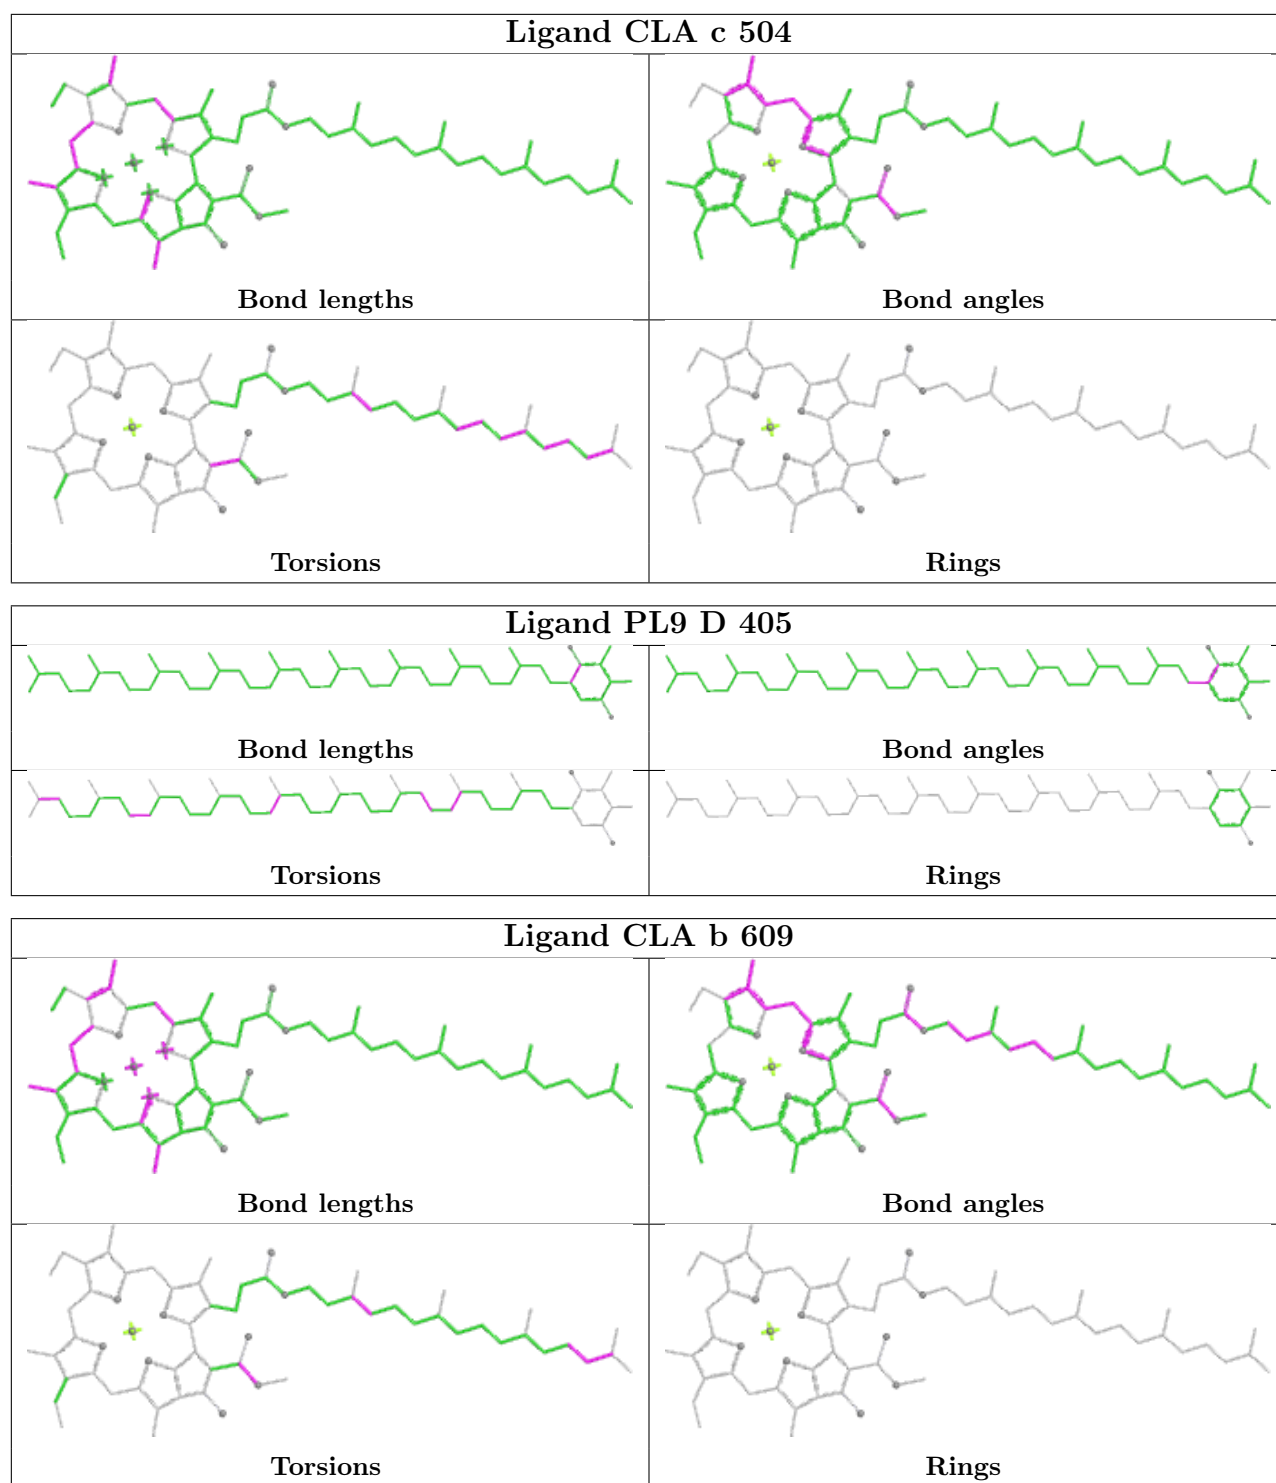 Ligand CLA c 504
Bond lengths
Bond angles
Torsions
Rings
Ligand PL9 D 405
Bond lengths
Bond angles
Torsions
Rings
Ligand CLA b 609
Bond lengths
Bond angles
Torsions
Rings